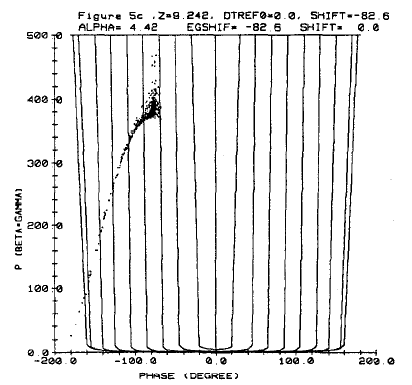 Figure 5c .Z=9.242, DTREF0=0.0, SHIFT=-82.6
ALPHA= 4.42 EGSHIF= -82.6 SHIFT= 0.0
500.0
400.0
300.0
200.0
100.0
0.0
P (BETA*GAMMA)
-200.0 -100.0 0.0 100.0 200.0
PHASE (DEGREE)